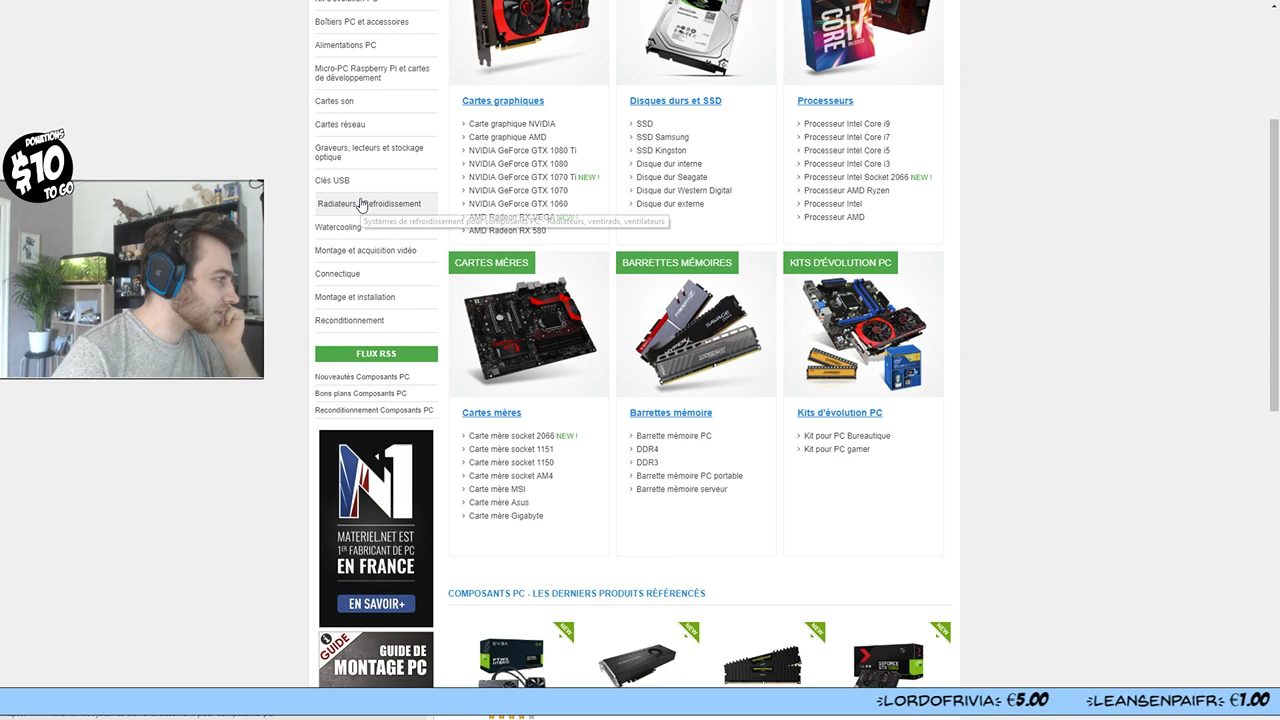 Boîtiers PC et accessoires
Alimentations PC
Micro-PC Raspberry Pi et cartes
de développement
Cartes son
Cartes réseau
Graveurs, lecteurs et stockage
optique
Clés USB
Radiateurs, Refroidissement
Systèmes de refroidissement pour composants PC - Radiateurs, ventirads, ventilateurs
Watercooling
Montage et acquisition vidéo
Connectique
Montage et installation
Reconditionnement
FLUX RSS
Nouveautés Composants PC
Bons plans Composants PC
Reconditionnement Composants PC
N1
MATERIEL.NET EST
1ER FABRICANT DE PC
EN FRANCE
EN SAVOIR+
GUIDE
GUIDE DE
MONTAGE PC
DONATIONS
$10
TO GO
Cartes graphiques
Carte graphique NVIDIA
Carte graphique AMD
NVIDIA GeForce GTX 1080 Ti
NVIDIA GeForce GTX 1080
NVIDIA GeForce GTX 1070 Ti NEW !
NVIDIA GeForce GTX 1070
NVIDIA GeForce GTX 1060
AMD Radeon RX VEGA NEW !
AMD Radeon RX 580
Disques durs et SSD
SSD
SSD Samsung
SSD Kingston
Disque dur interne
Disque dur Seagate
Disque dur Western Digital
Disque dur externe
CORE
i7
Processeurs
Processeur Intel Core i9
Processeur Intel Core i7
Processeur Intel Core i5
Processeur Intel Core i3
Processeur Intel Socket 2066 NEW !
Processeur AMD Ryzen
Processeur Intel
Processeur AMD
CARTES MÈRES
Cartes mères
Carte mère socket 2066 NEW !
Carte mère socket 1151
Carte mère socket 1150
Carte mère socket AM4
Carte mère MSI
Carte mère Asus
Carte mère Gigabyte
BARRETTES MÉMOIRES
SAVAGE
Barrettes mémoire
Barrette mémoire PC
DDR4
DDR3
Barrette mémoire PC portable
Barrette mémoire serveur
KITS D'ÉVOLUTION PC
Kits d'évolution PC
Kit pour PC Bureautique
Kit pour PC gamer
COMPOSANTS PC - LES DERNIERS PRODUITS RÉFÉRENCÉS
NEW
NEW
NEW
NEW
EVGA
PNY
GEFORCE
LORDOFRIVIA €5.00
LEANSENPAIFR €1.00